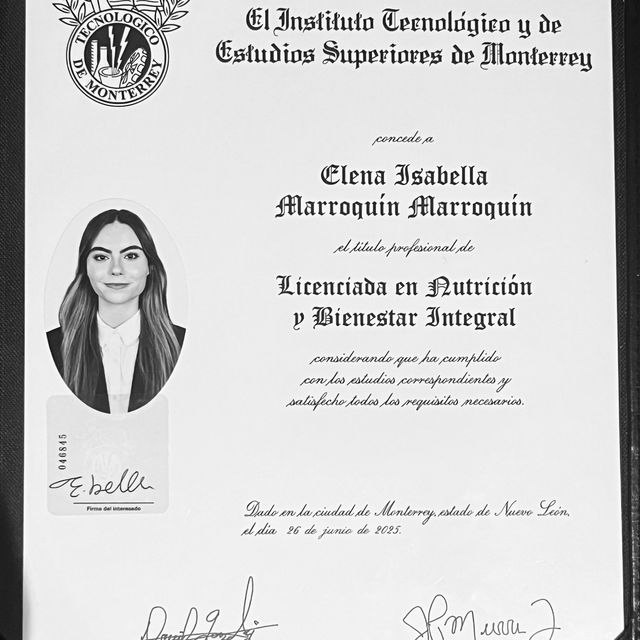 El Instituto Tecnológico y de
Estudios Superiores de Monterrey
TECNOLOGICO
DE MONTERREY
concede a
Elena Isabella
Marroquín Marroquín
el título profesional de
Licenciada en Nutrición
y Bienestar Integral
considerando que ha cumplido
con los estudios correspondientes y
satisfecho todos los requisitos necesarios.
046845
E. bella
Firma del interesado
Dado en la ciudad de Monterrey, estado de Nuevo León,
el día 26 de junio de 2025.